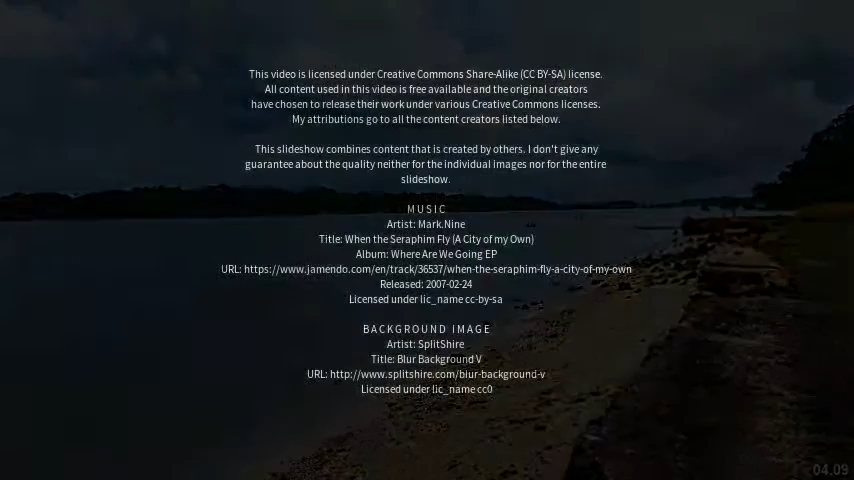 This video is licensed under Creative Commons Share-Alike (CC BY-SA) license.
All content used in this video is free available and the original creators
have chosen to release their work under various Creative Commons licenses.
My attributions go to all the content creators listed below.
This slideshow combines content that is created by others. I don't give any
guarantee about the quality neither for the individual images nor for the entire
slideshow.
MUSIC
Artist: Mark.Nine
Title: When the Seraphim Fly (A City of my Own)
Album: Where Are We Going EP
URL: https://www.jamendo.com/en/track/36537/when-the-seraphim-fly-a-city-of-my-own
Released: 2007-02-24
Licensed under lic_name cc-by-sa
BACKGROUND IMAGE
Artist: SplitShire
Title: Blur Background V
URL: http://www.splitshire.com/blur-background-v
Licensed under lic_name cc0
04.09